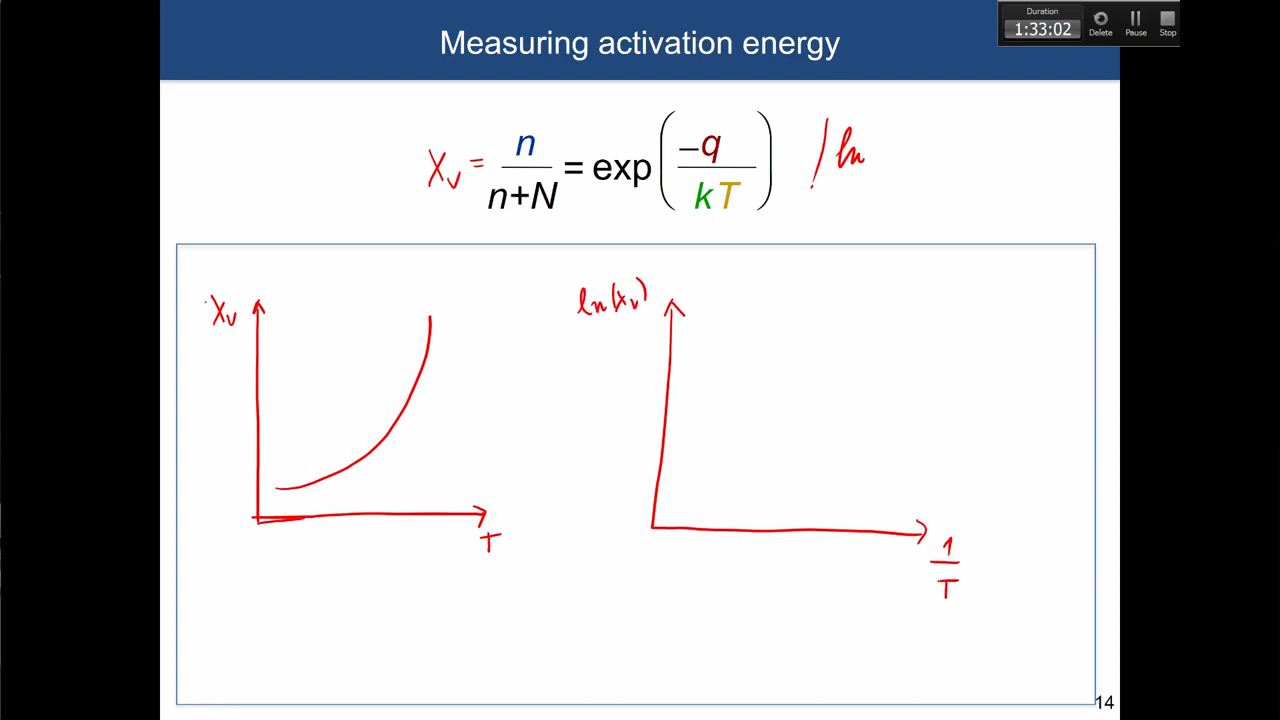 Measuring activation energy
Duration
1:33:02
Delete Pause Stop
Xv = n/n+N = exp(−q/kT) / ln
Xv
T
ln(xv)
1/T
14